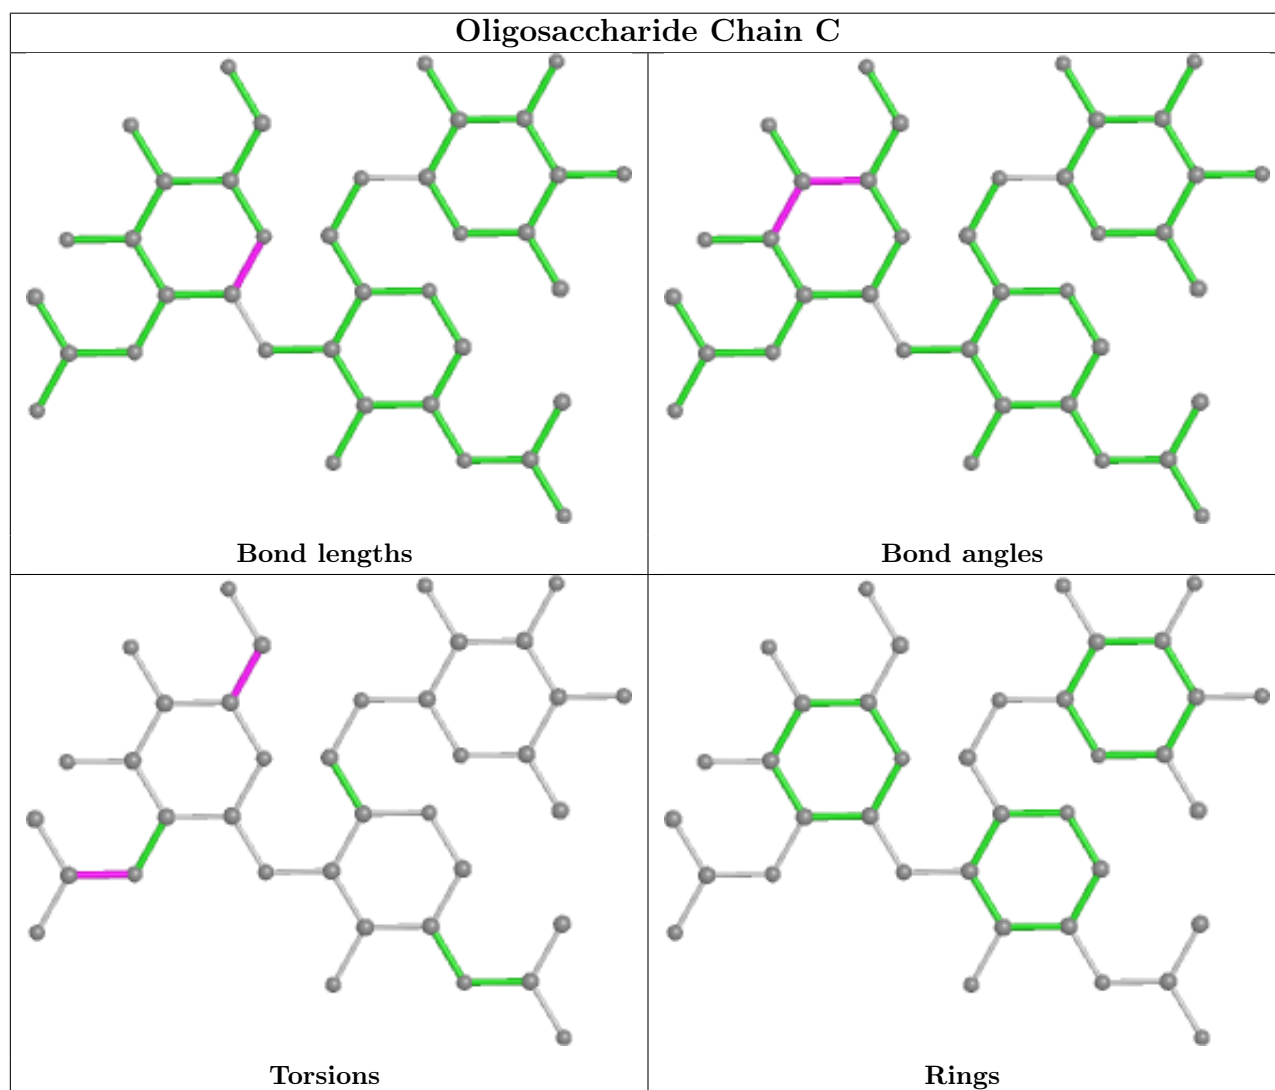 Oligosaccharide Chain C
Bond lengths
Bond angles
Torsions
Rings